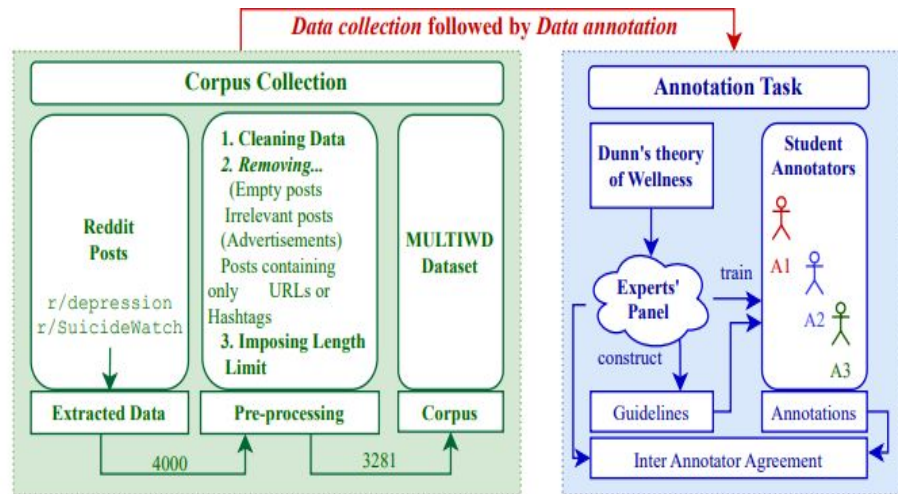 Data collection followed by Data annotation
Corpus Collection
Reddit
Posts
r/depression
r/SuicideWatch
Extracted Data
1. Cleaning Data
2. Removing...
(Empty posts
Irrelevant posts
(Advertisements)
Posts containing
only URLs or
Hashtags
3. Imposing Length
Limit
Pre-processing
MULTIWD
Dataset
Corpus
4000
3281
Annotation Task
Dunn's theory
of Wellness
Experts'
Panel
train
construct
Guidelines
Student
Annotators
A1
A2
A3
Annotations
Inter Annotator Agreement